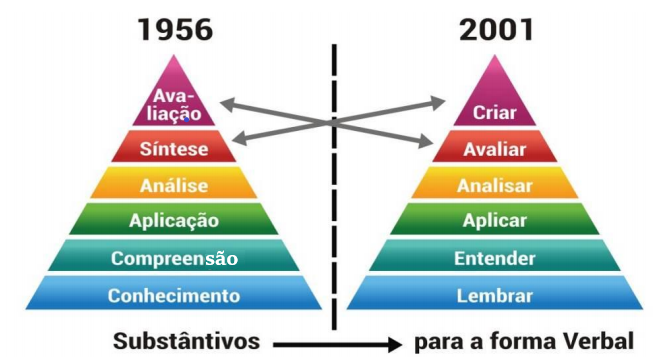 1956
Ava-
liação
Síntese
Análise
Aplicação
Compreensão
Conhecimento
2001
Criar
Avaliar
Analisar
Aplicar
Entender
Lembrar
Substântivos para a forma Verbal